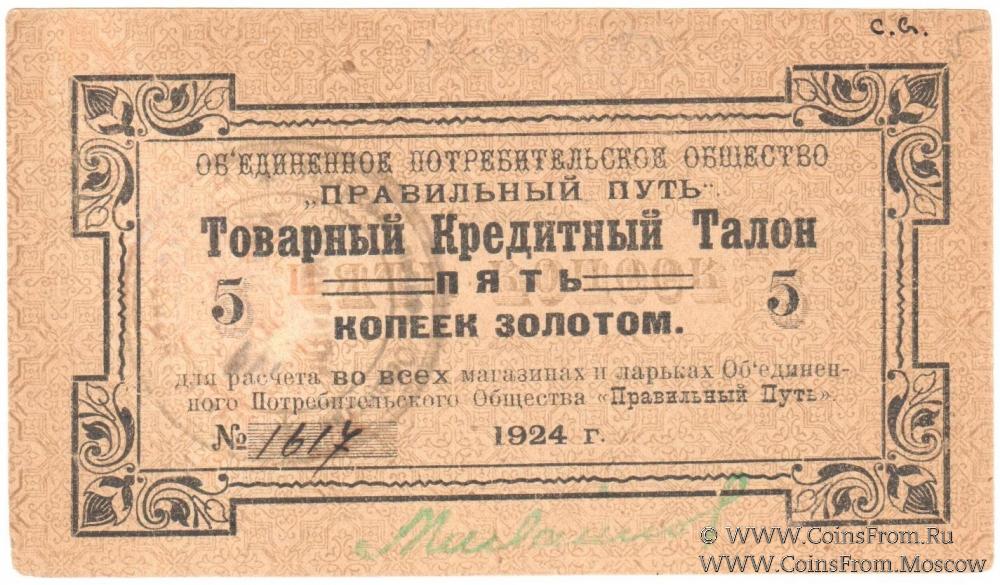 С.В.
ОБ'ЕДИНЕННОЕ ПОТРЕБИТЕЛЬСКОЕ ОБЩЕСТВО
„ПРАВИЛЬНЫЙ ПУТЬ".
Товарный Кредитный Талон
ПЯТЬ
5 5
КОПЕЕК ЗОЛОТОМ.
для расчета во всех магазинах и ларьках Об'единен-
ного Потребительского Общества «Правильный Путь».
№ 1617 1924 г.
© WWW.CoinsFrom.Ru
WWW.CoinsFrom.Moscow